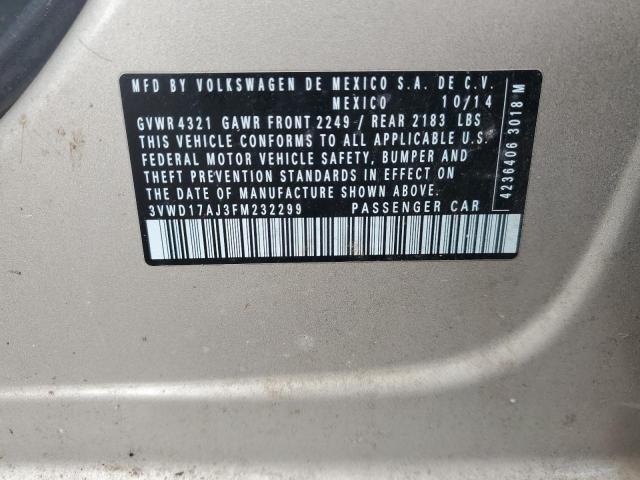 MFD BY VOLKSWAGEN DE MEXICO S.A. DE C.V.
MEXICO 10/14
GVWR 4321 GAWR FRONT 2249 / REAR 2183 LBS
THIS VEHICLE CONFORMS TO ALL APPLICABLE U.S.
FEDERAL MOTOR VEHICLE SAFETY, BUMPER AND
THEFT PREVENTION STANDARDS IN EFFECT ON
THE DATE OF MANUFACTURE SHOWN ABOVE.
3VWD17AJ3FM232299 PASSENGER CAR
4236406 3018 M